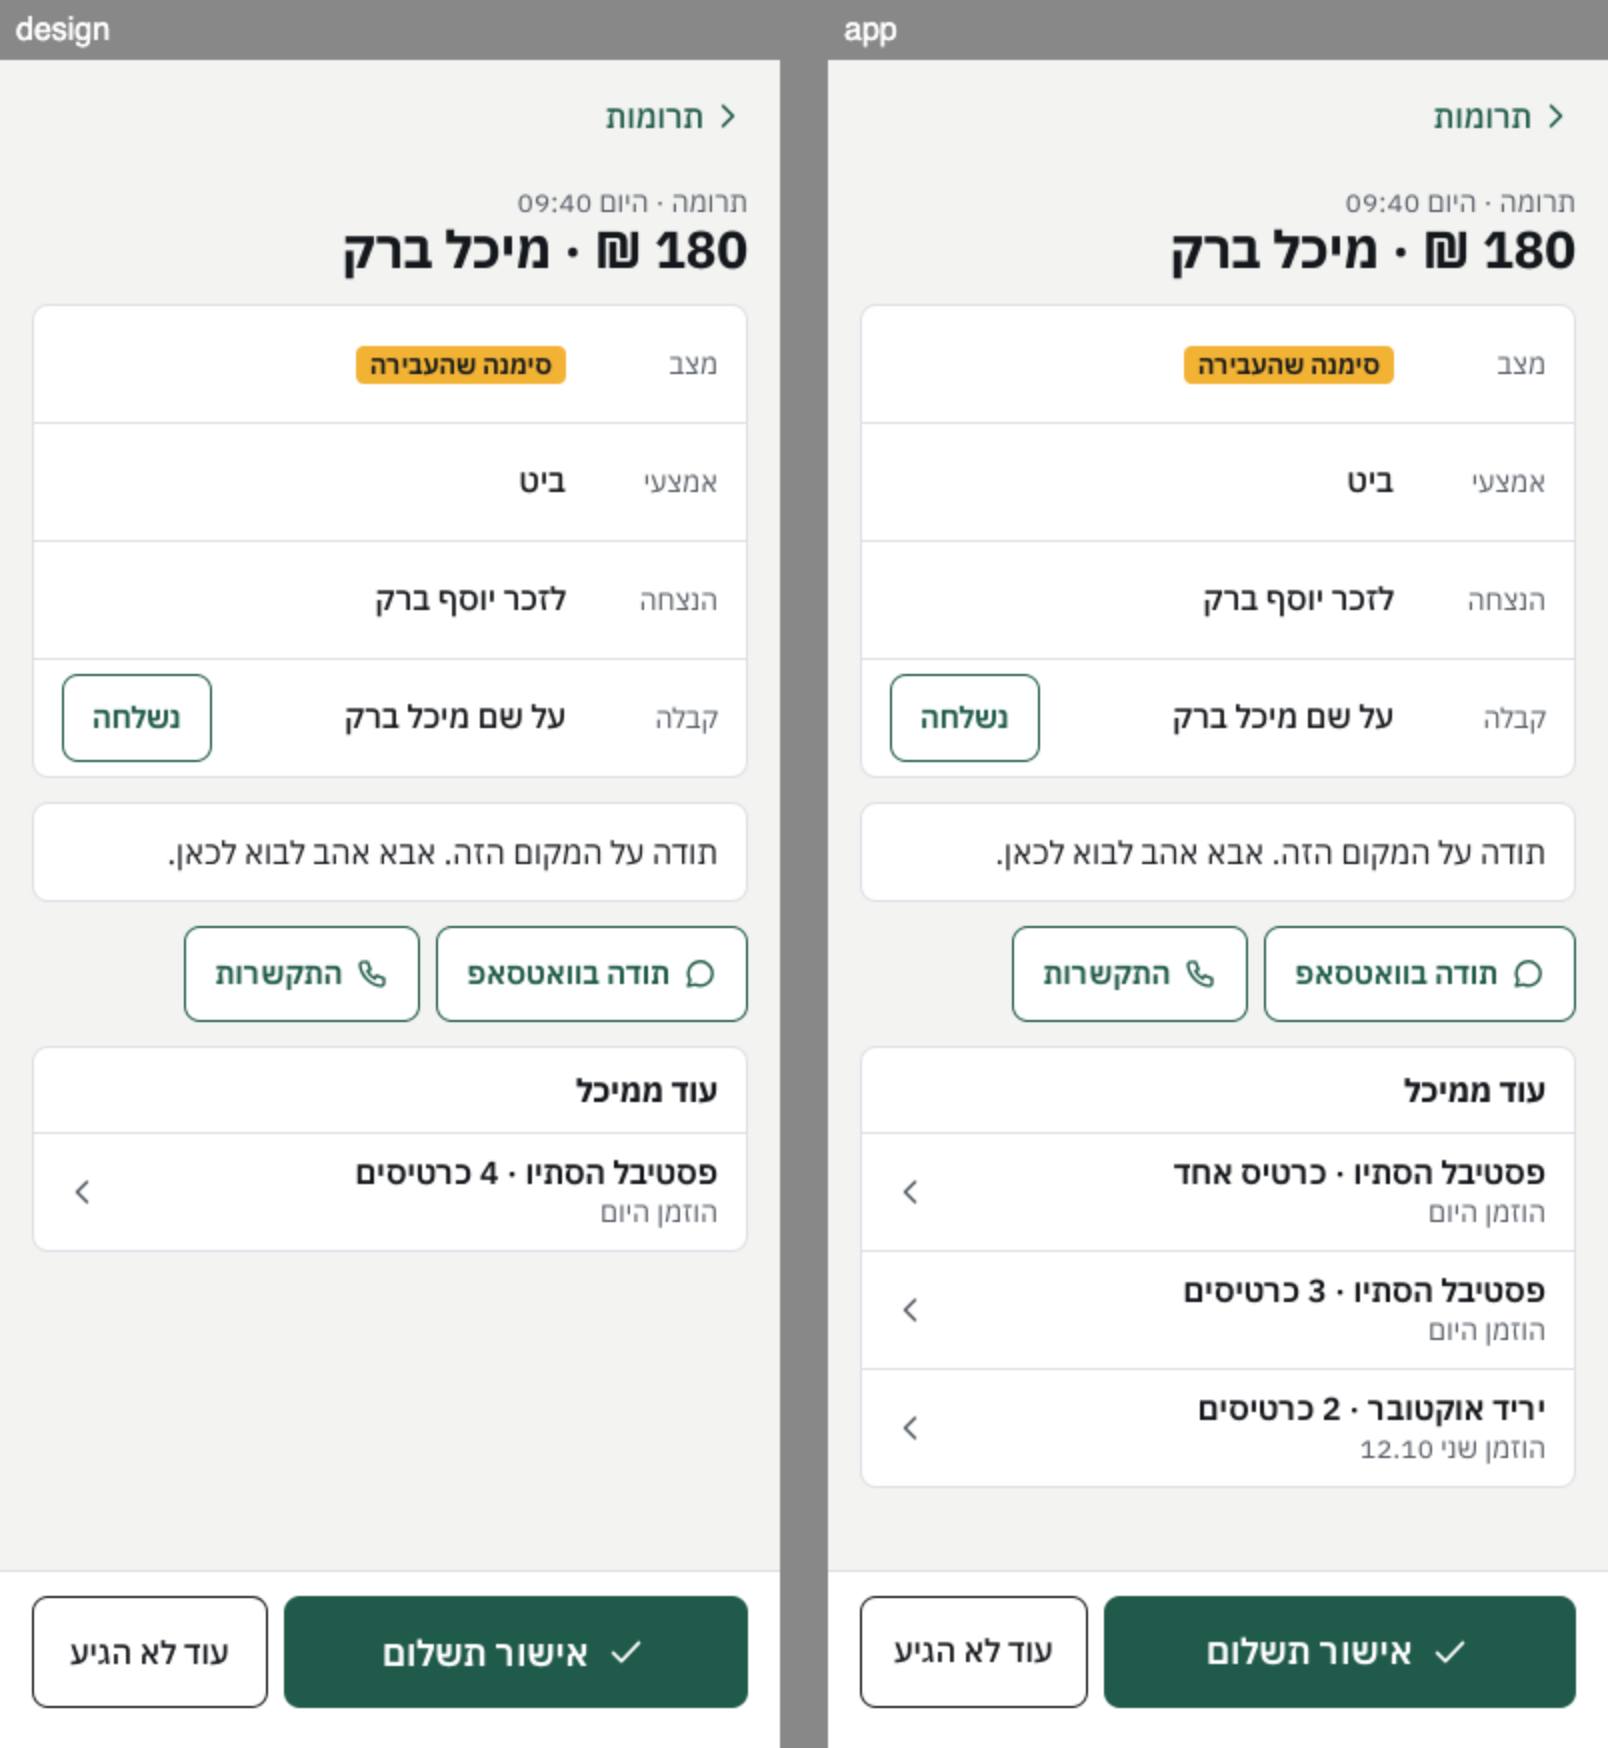 design
תרומות
תרומה · היום 09:40
180 ₪ · מיכל ברק
מצב סימנה שהעבירה
אמצעי ביט
הנצחה לזכר יוסף ברק
קבלה על שם מיכל ברק נשלחה
תודה על המקום הזה. אבא אהב לבוא לכאן.
תודה בוואטסאפ התקשרות
עוד ממיכל
פסטיבל הסתיו · 4 כרטיסים
הוזמן היום
אישור תשלום עוד לא הגיע
app
תרומות
תרומה · היום 09:40
180 ₪ · מיכל ברק
מצב סימנה שהעבירה
אמצעי ביט
הנצחה לזכר יוסף ברק
קבלה על שם מיכל ברק נשלחה
תודה על המקום הזה. אבא אהב לבוא לכאן.
תודה בוואטסאפ התקשרות
עוד ממיכל
פסטיבל הסתיו · כרטיס אחד
הוזמן היום
פסטיבל הסתיו · 3 כרטיסים
הוזמן היום
יריד אוקטובר · 2 כרטיסים
הוזמן שני 12.10
אישור תשלום עוד לא הגיע